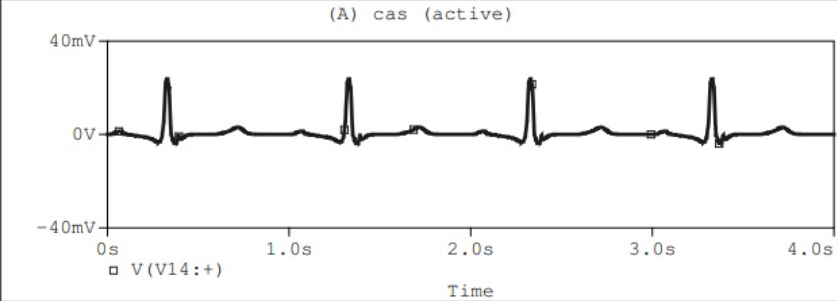 (A) cas (active)
40mV
0V
-40mV
0s 1.0s 2.0s 3.0s 4.0s
V(V14:+)
Time